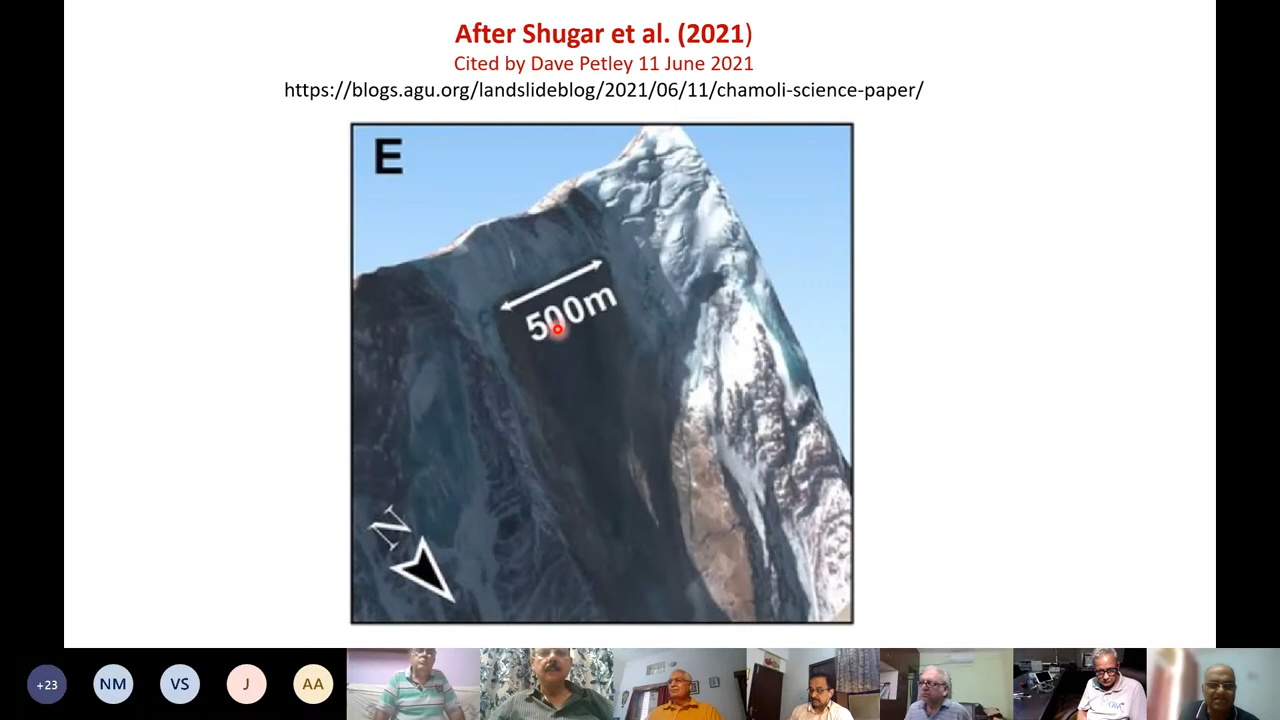 After Shugar et al. (2021)
Cited by Dave Petley 11 June 2021
https://blogs.agu.org/landslideblog/2021/06/11/chamoli-science-paper/
E
500m
N
+23
NM
VS
J
AA